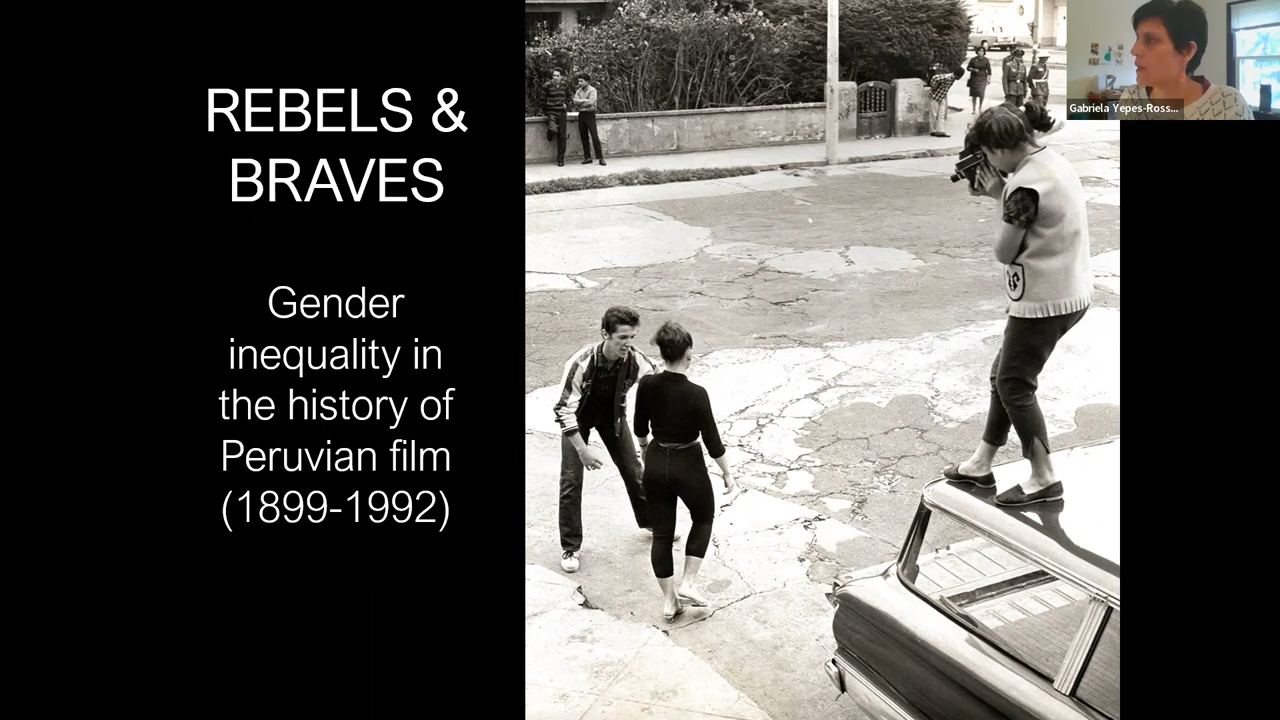 REBELS &
BRAVES
Gender
inequality in
the history of
Peruvian film
(1899-1992)
Gabriela Yepes-Ross...